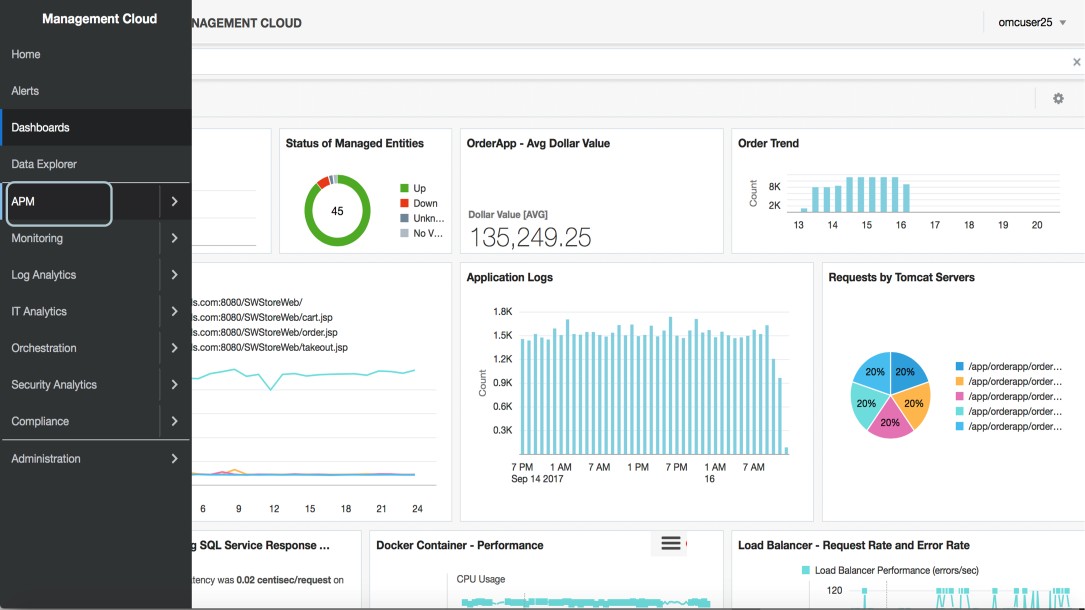 Management Cloud
NAGEMENT CLOUD
omcuser25
Home
Alerts
Dashboards
Data Explorer
APM
Monitoring
Log Analytics
IT Analytics
Orchestration
Security Analytics
Compliance
Administration
Status of Managed Entities
45
Up
Down
Unkn...
No V...
OrderApp - Avg Dollar Value
Dollar Value [AVG]
135,249.25
Order Trend
Count
8K
2K
13 14 15 16 17 18 19 20
ls.com:8080/SWStoreWeb/
ls.com:8080/SWStoreWeb/cart.jsp
ls.com:8080/SWStoreWeb/order.jsp
ls.com:8080/SWStoreWeb/takeout.jsp
6 9 12 15 18 21 24
Application Logs
Count
1.8K
1.5K
1.2K
0.9K
0.6K
0.3K
7 PM 1 AM 7 AM 1 PM 7 PM 1 AM 7 AM
Sep 14 2017 16
Requests by Tomcat Servers
20% 20%
20% 20%
20%
/app/orderapp/order...
/app/orderapp/order...
/app/orderapp/order...
/app/orderapp/order...
/app/orderapp/order...
g SQL Service Response ...
tency was 0.02 centisec/request on
Docker Container - Performance
CPU Usage
Load Balancer - Request Rate and Error Rate
Load Balancer Performance (errors/sec)
120